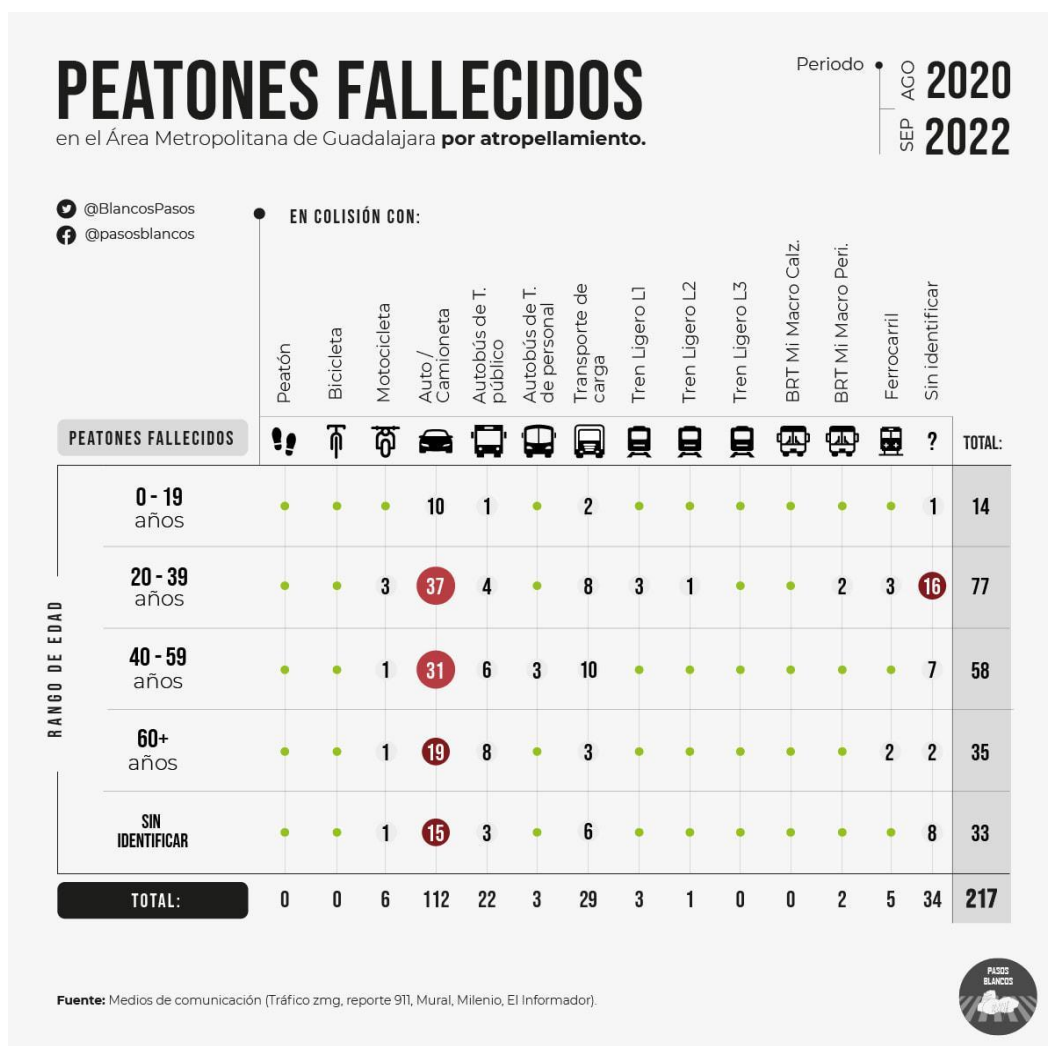 PEATONES FALLECIDOS
en el Área Metropolitana de Guadalajara por atropellamiento.
Periodo
AGO 2020
SEP 2022
@BlancosPasos
@pasosblancos
EN COLISIÓN CON:
Peatón
Bicicleta
Motocicleta
Auto/
Camioneta
Autobús de T.
público
Autobús de T.
de personal
Transporte de
carga
Tren Ligero L1
Tren Ligero L2
Tren Ligero L3
BRT Mi Macro Calz.
BRT Mi Macro Peri.
Ferrocarril
Sin identificar
PEATONES FALLECIDOS ? TOTAL:
RANGO DE EDAD
0 - 19
años
10 1 2 1 14
20 - 39
años
3 37 4 8 3 1 2 3 16 77
40 - 59
años
1 31 6 3 10 7 58
60+
años
1 19 8 3 2 2 35
SIN
IDENTIFICAR
1 15 3 6 8 33
TOTAL: 0 0 6 112 22 3 29 3 1 0 0 2 5 34 217
Fuente: Medios de comunicación (Tráfico zmg, reporte 911, Mural, Milenio, El Informador).
PASOS
BLANCOS